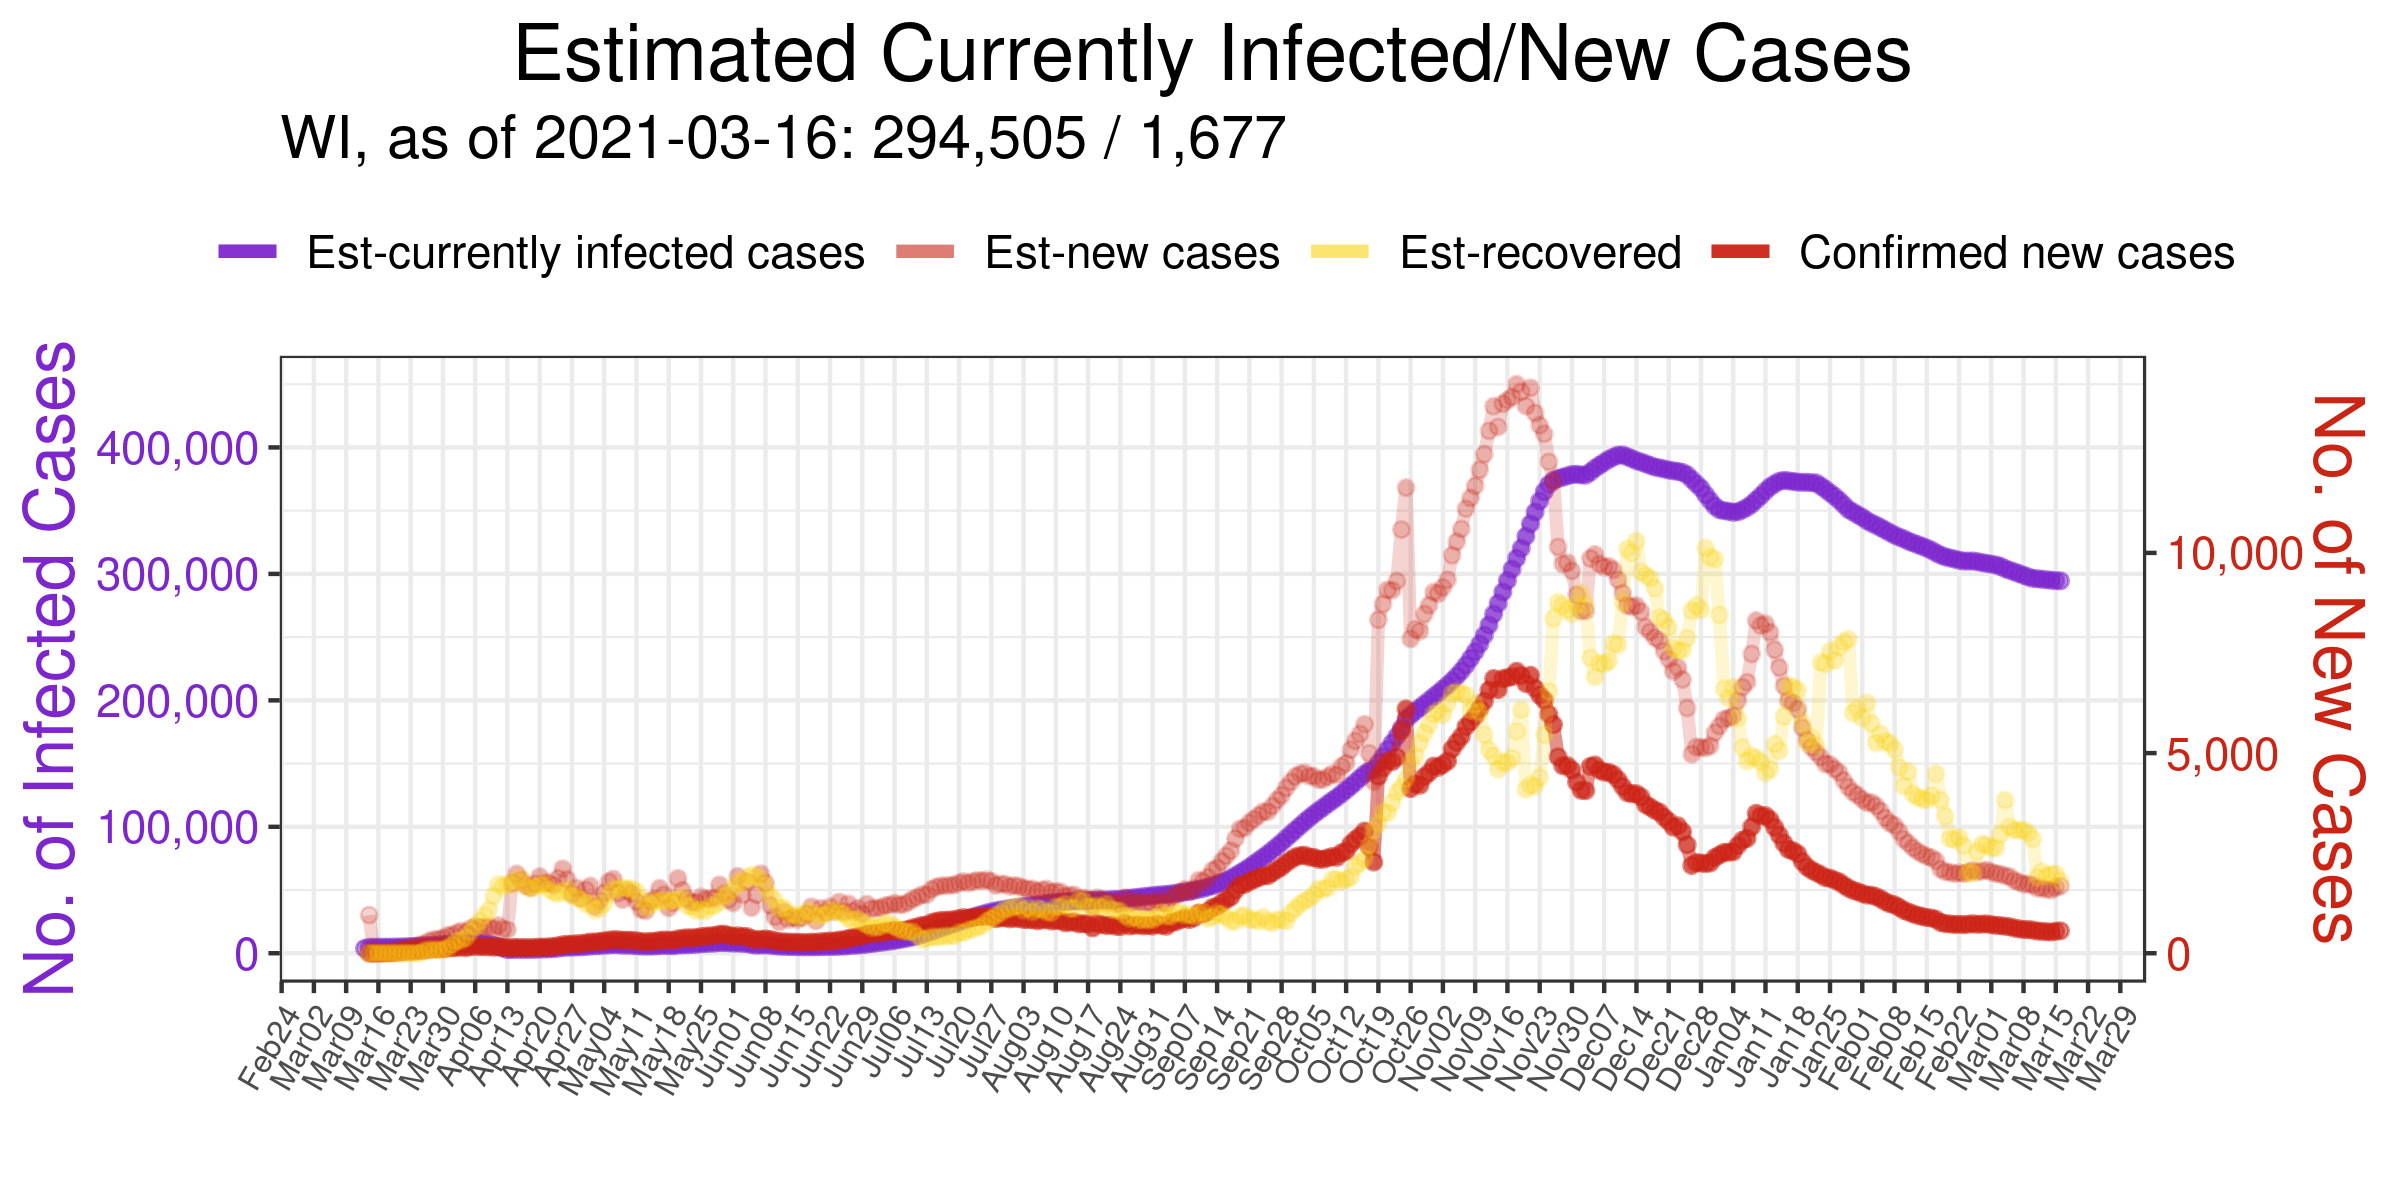 Estimated Currently Infected/New Cases
WI, as of 2021-03-16: 294,505 / 1,677
Est-currently infected cases Est-new cases Est-recovered Confirmed new cases
No. of Infected Cases
400,000
300,000
200,000
100,000
0
No. of New Cases
10,000
5,000
0
Feb24 Mar02 Mar09 Mar16 Mar23 Mar30 Apr06 Apr13 Apr20 Apr27 May04 May11 May18 May25 Jun01 Jun08 Jun15 Jun22 Jun29 Jul06 Jul13 Jul20 Jul27 Aug03 Aug10 Aug17 Aug24 Aug31 Sep07 Sep14 Sep21 Sep28 Oct05 Oct12 Oct19 Oct26 Nov02 Nov09 Nov16 Nov23 Nov30 Dec07 Dec14 Dec21 Dec28 Jan04 Jan11 Jan18 Jan25 Feb01 Feb08 Feb15 Feb22 Mar01 Mar08 Mar15 Mar22 Mar29